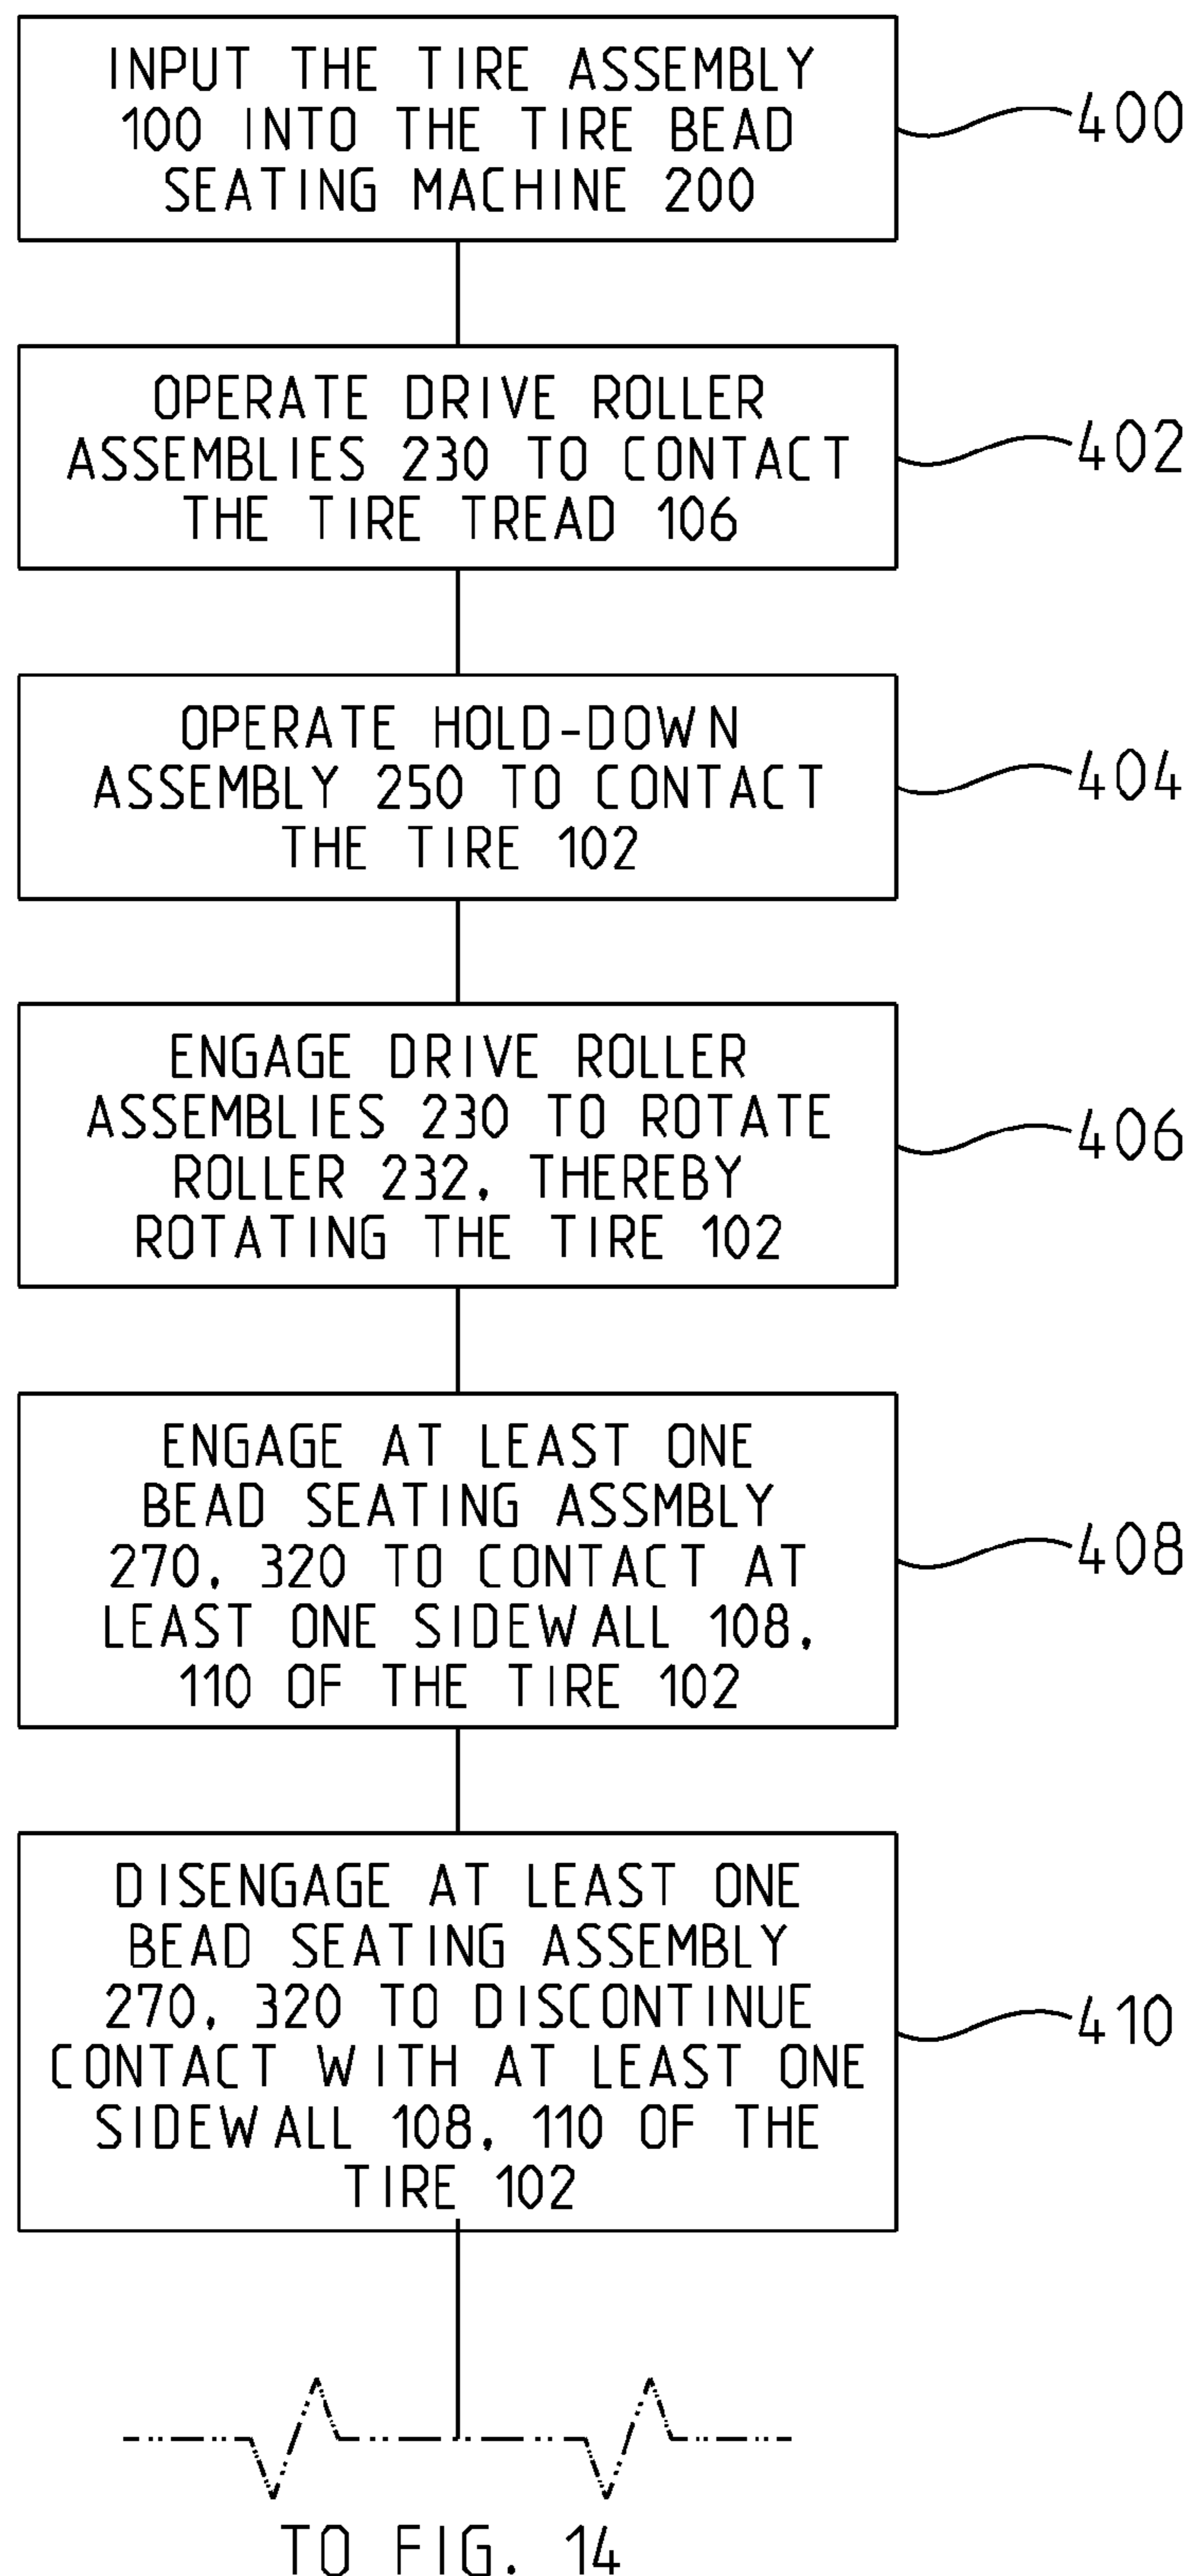 INPUT THE TIRE ASSEMBLY
100 INTO THE TIRE BEAD
SEATING MACHINE 200
400
OPERATE DRIVE ROLLER
ASSEMBLIES 230 TO CONTACT
THE TIRE TREAD 106
402
OPERATE HOLD-DOWN
ASSEMBLY 250 TO CONTACT
THE TIRE 102
404
ENGAGE DRIVE ROLLER
ASSEMBLIES 230 TO ROTATE
ROLLER 232, THEREBY
ROTATING THE TIRE 102
406
ENGAGE AT LEAST ONE
BEAD SEATING ASSMBLY
270, 320 TO CONTACT AT
LEAST ONE SIDEWALL 108,
110 OF THE TIRE 102
408
DISENGAGE AT LEAST ONE
BEAD SEATING ASSEMBLY
270, 320 TO DISCONTINUE
CONTACT WITH AT LEAST ONE
SIDEWALL 108, 110 OF THE
TIRE 102
410
TO FIG. 14